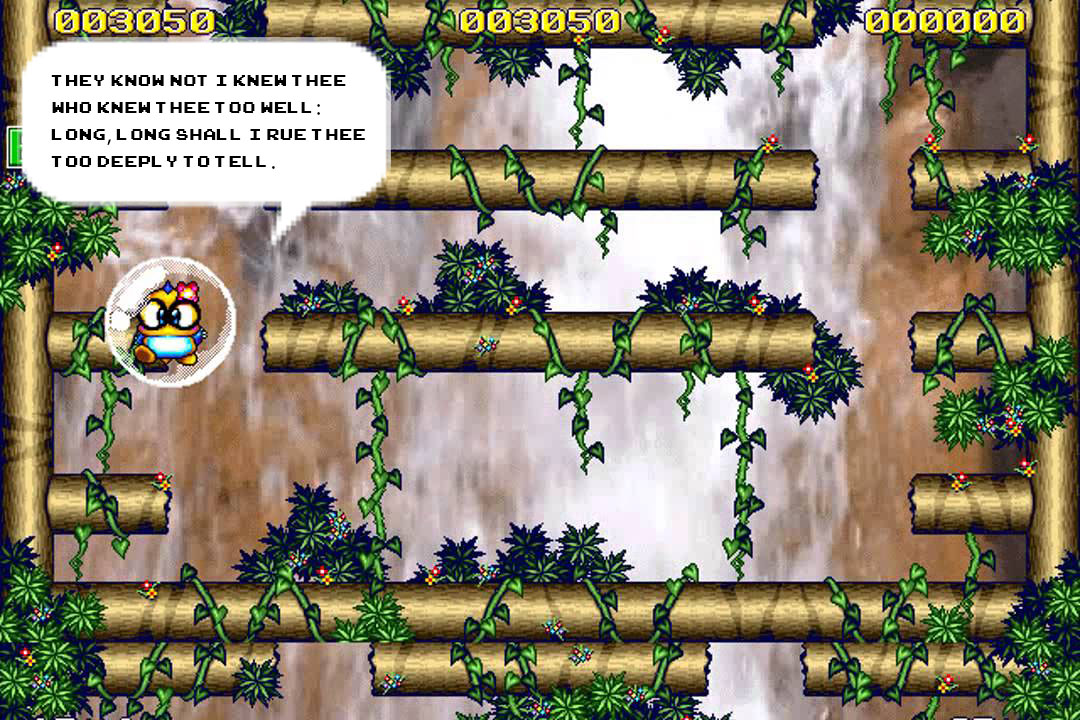 003050 003050 000000
THEY KNOW NOT I KNEW THEE
WHO KNEW THEE TOO WELL:
LONG, LONG SHALL I RUE THEE
TOO DEEPLY TO TELL.